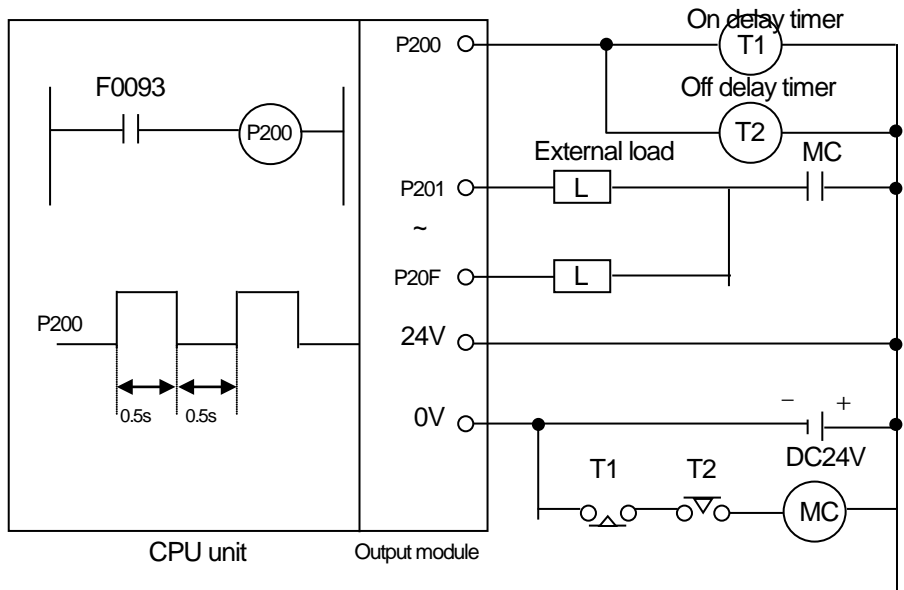 On delay timer
P200
T1
F0093
Off delay timer
P200
T2
External load
MC
P201
L
~
P20F
L
P200
24V
0.5s
0.5s
0V
− +
DC24V
T1
T2
MC
CPU unit
Output module